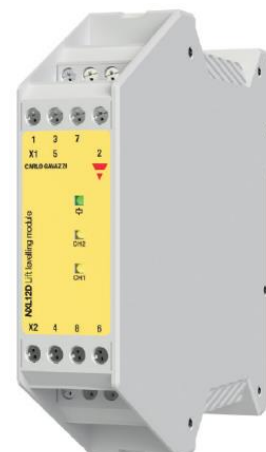 1 3 7
X1 5 2
CARLO GAVAZZI
CH2
CH1
NXL12D Lift levelling module
X2 4 8 6